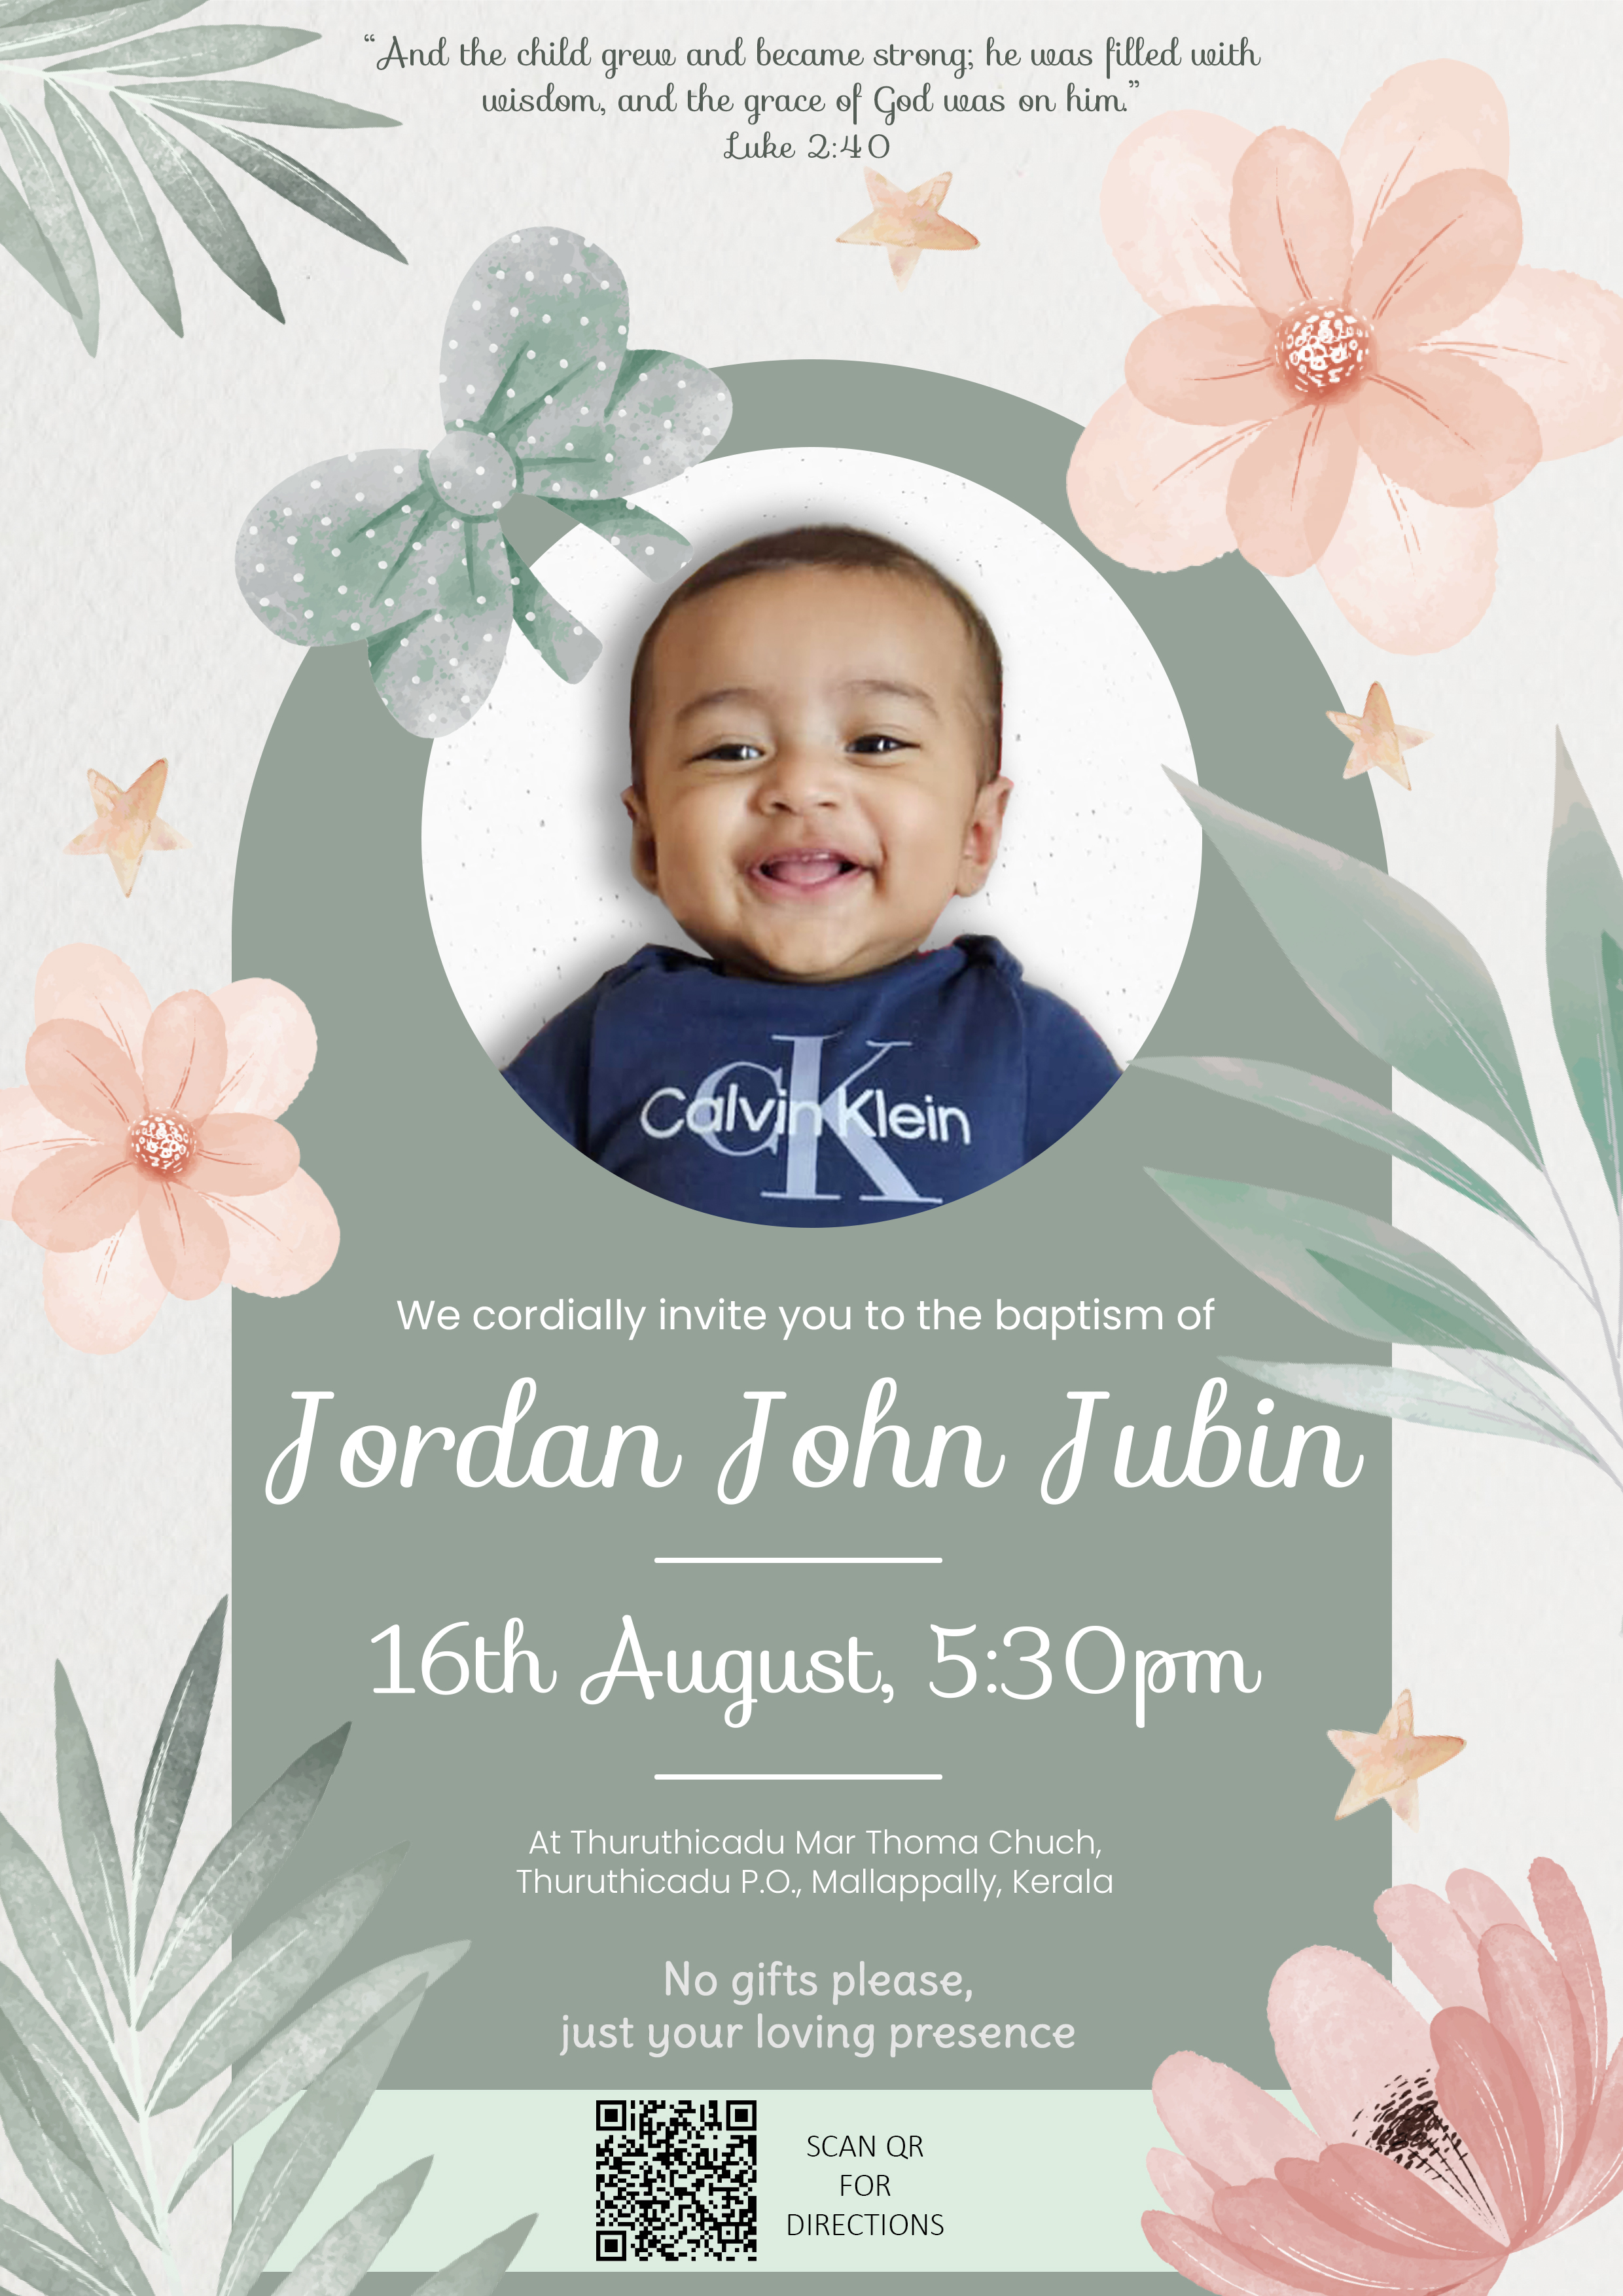 “And the child grew and became strong; he was filled with
wisdom, and the grace of God was on him.”
Luke 2:40
CK
Calvin Klein
We cordially invite you to the baptism of
Jordan John Jubin
16th August, 5:30pm
At Thuruthicadu Mar Thoma Chuch,
Thuruthicadu P.O., Mallappally, Kerala
No gifts please,
just your loving presence
SCAN QR
FOR
DIRECTIONS